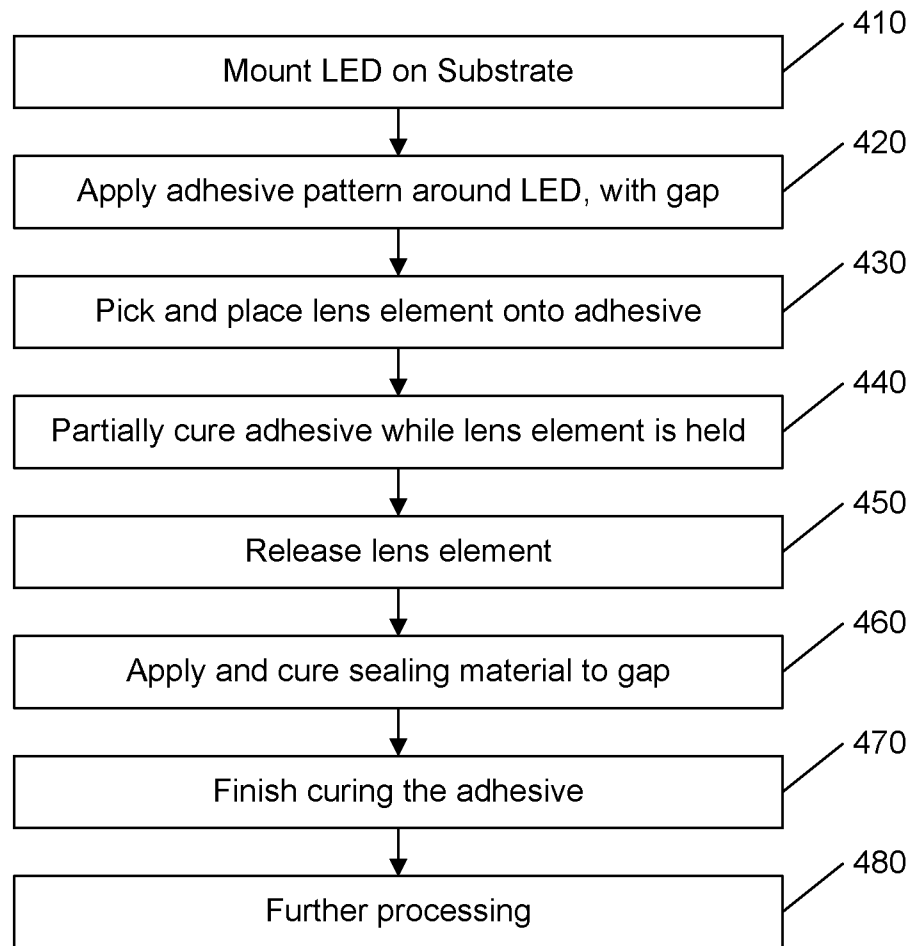 410
Mount LED on Substrate
420
Apply adhesive pattern around LED, with gap
430
Pick and place lens element onto adhesive
440
Partially cure adhesive while lens element is held
450
Release lens element
460
Apply and cure sealing material to gap
470
Finish curing the adhesive
480
Further processing